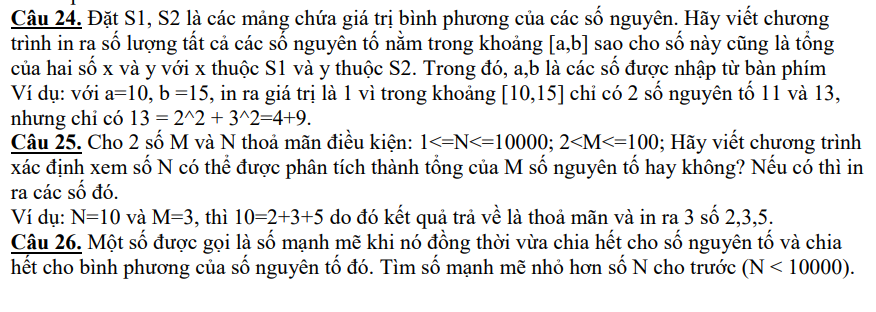 Câu 24. Đặt S1, S2 là các mảng chứa giá trị bình phương của các số nguyên. Hãy viết chương
trình in ra số lượng tất cả các số nguyên tố nằm trong khoảng [a,b] sao cho số này cũng là tổng
của hai số x và y với x thuộc S1 và y thuộc S2. Trong đó, a,b là các số được nhập từ bàn phím
Ví dụ: với a=10, b =15, in ra giá trị là 1 vì trong khoảng [10,15] chỉ có 2 số nguyên tố 11 và 13,
nhưng chỉ có 13 = 2^2 + 3^2=4+9.
Câu 25. Cho 2 số M và N thoả mãn điều kiện: 1<=N<=10000; 2<M<=100; Hãy viết chương trình
xác định xem số N có thể được phân tích thành tổng của M số nguyên tố hay không? Nếu có thì in
ra các số đó.
Ví dụ: N=10 và M=3, thì 10=2+3+5 do đó kết quả trả về là thoả mãn và in ra 3 số 2,3,5.
Câu 26. Một số được gọi là số mạnh mẽ khi nó đồng thời vừa chia hết cho số nguyên tố và chia
hết cho bình phương của số nguyên tố đó. Tìm số mạnh mẽ nhỏ hơn số N cho trước (N < 10000).